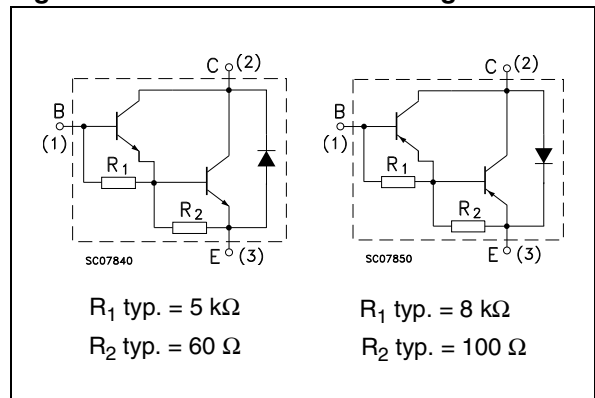 C (2)
B
(1)
R1
R2
E (3)
SC07840
R1 typ. = 5 kΩ
R2 typ. = 60 Ω
C (2)
B
(1)
R1
R2
E (3)
SC07850
R1 typ. = 8 kΩ
R2 typ. = 100 Ω